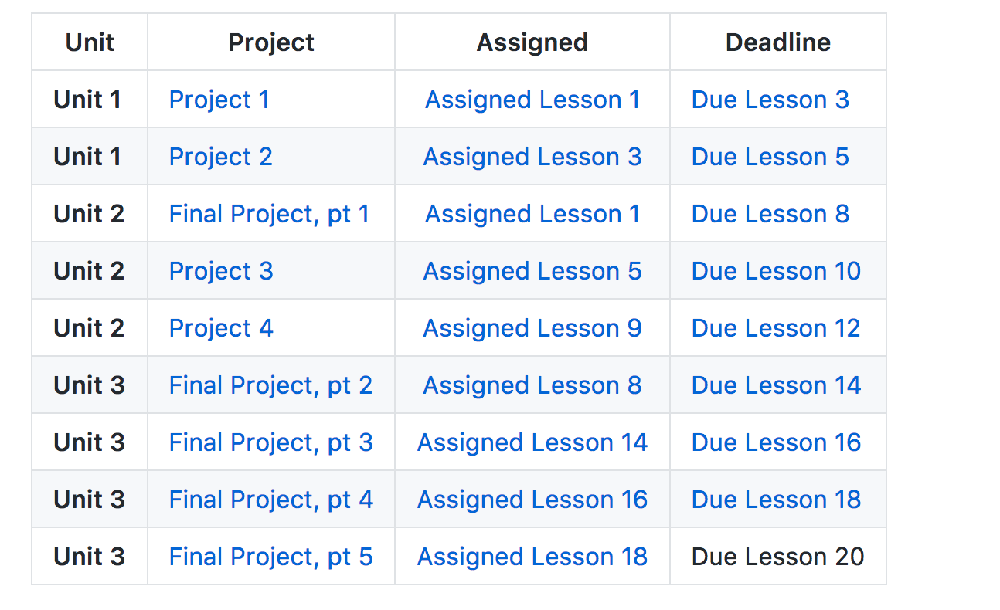 Unit Project Assigned Deadline
Unit 1 Project 1 Assigned Lesson 1 Due Lesson 3
Unit 1 Project 2 Assigned Lesson 3 Due Lesson 5
Unit 2 Final Project, pt 1 Assigned Lesson 1 Due Lesson 8
Unit 2 Project 3 Assigned Lesson 5 Due Lesson 10
Unit 2 Project 4 Assigned Lesson 9 Due Lesson 12
Unit 3 Final Project, pt 2 Assigned Lesson 8 Due Lesson 14
Unit 3 Final Project, pt 3 Assigned Lesson 14 Due Lesson 16
Unit 3 Final Project, pt 4 Assigned Lesson 16 Due Lesson 18
Unit 3 Final Project, pt 5 Assigned Lesson 18 Due Lesson 20